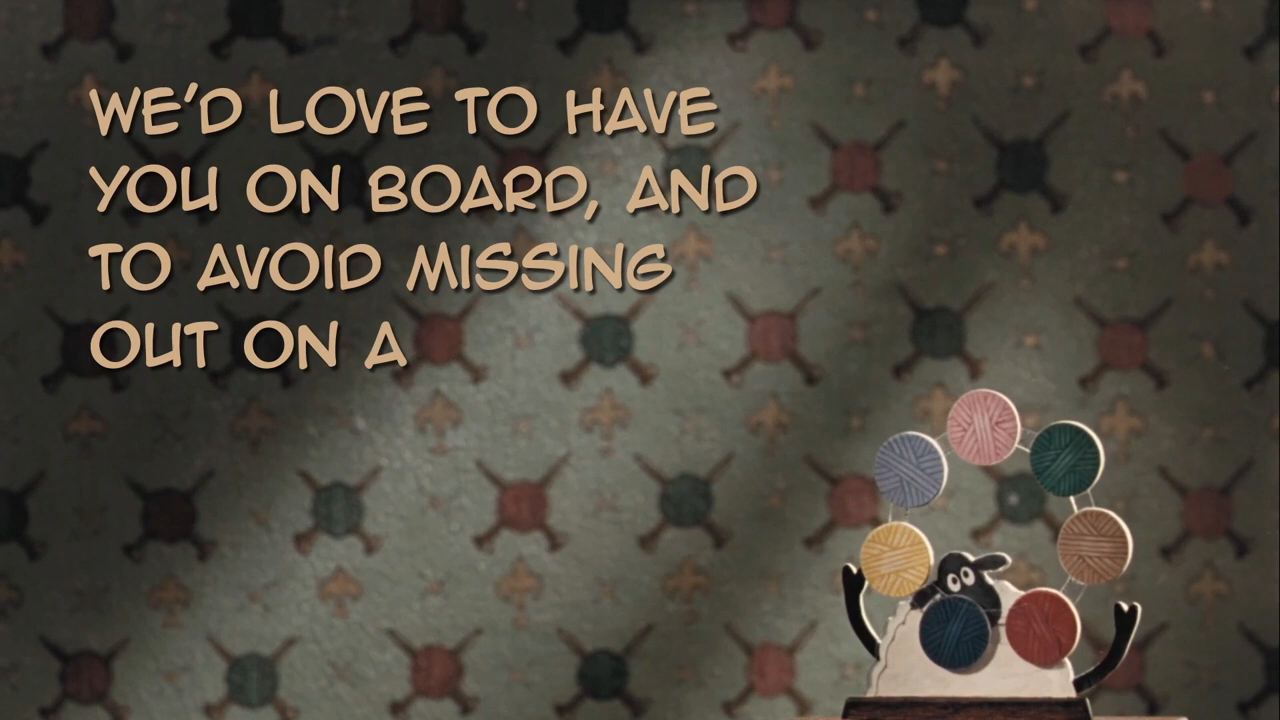 WE'D LOVE TO HAVE
YOU ON BOARD, AND
TO AVOID MISSING
OUT ON A